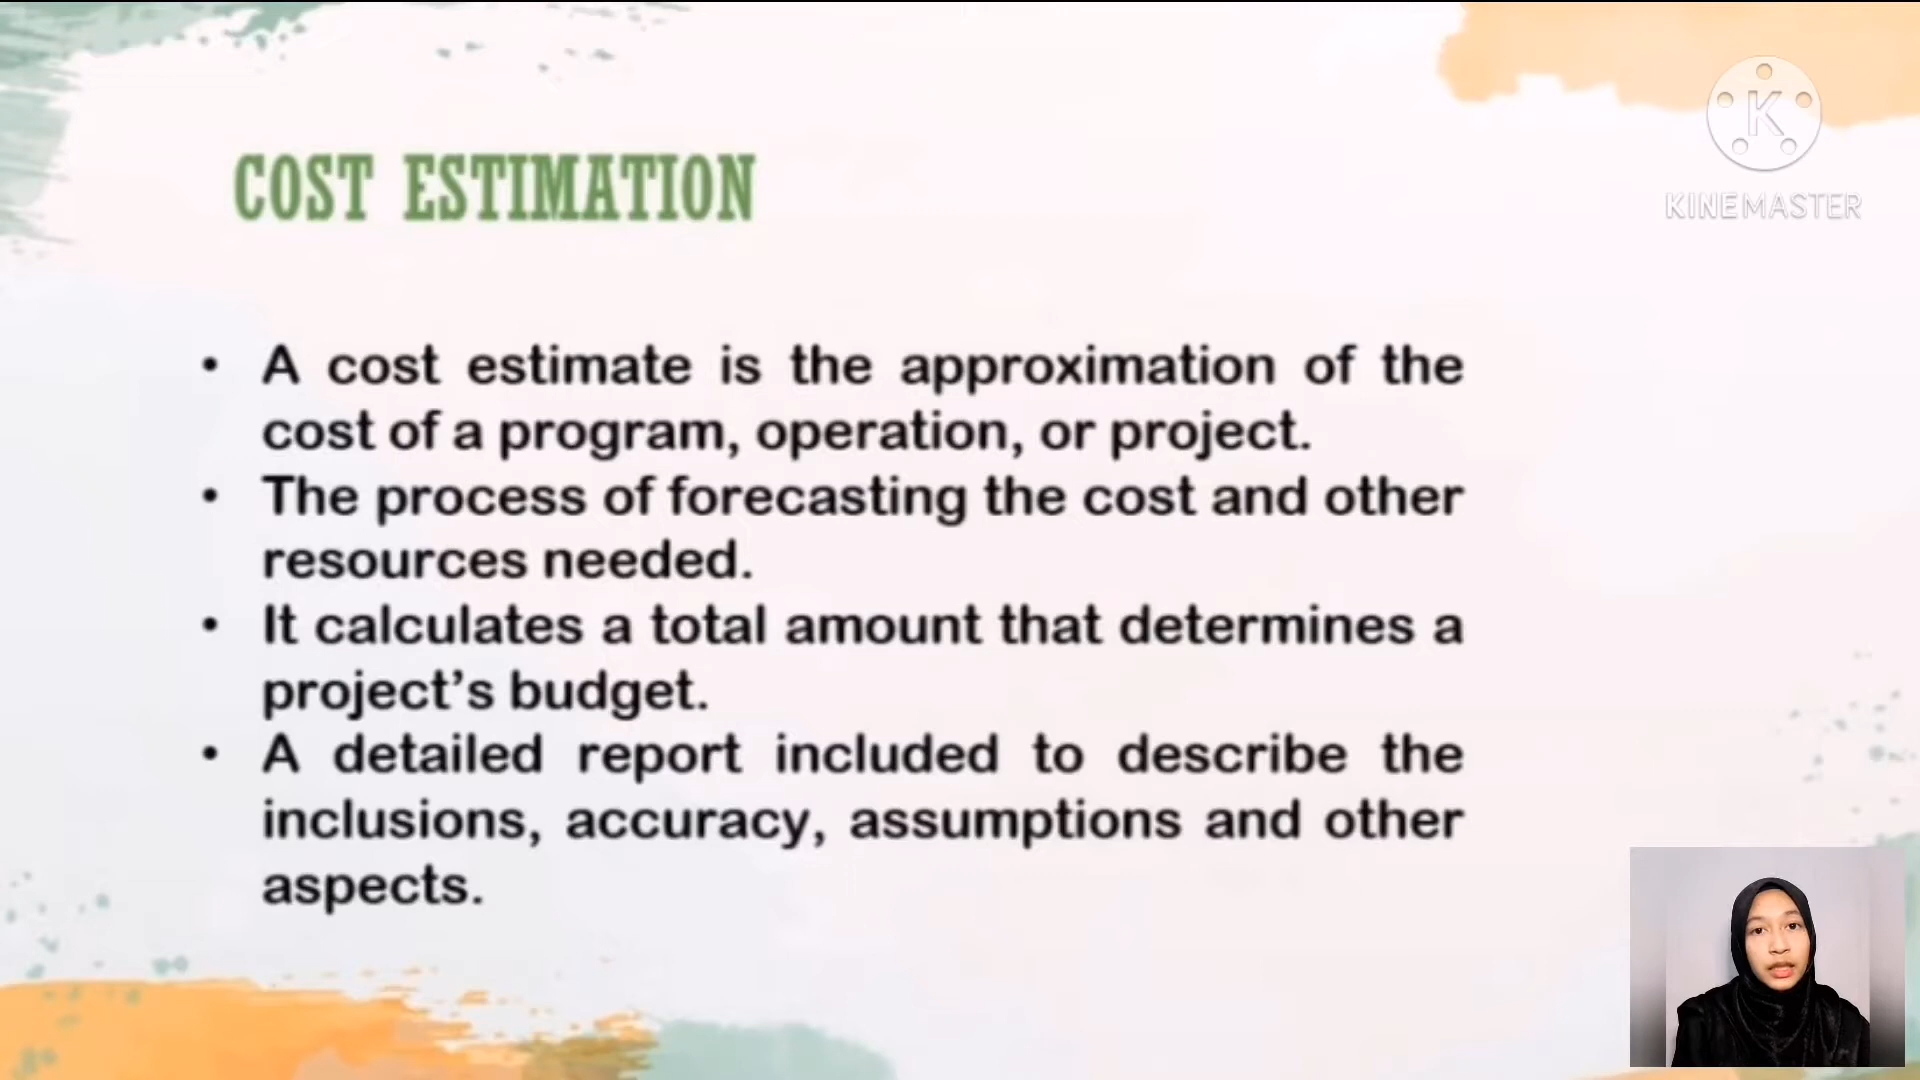 K
KINEMASTER
COST ESTIMATION
• A cost estimate is the approximation of the
cost of a program, operation, or project.
• The process of forecasting the cost and other
resources needed.
• It calculates a total amount that determines a
project’s budget.
• A detailed report included to describe the
inclusions, accuracy, assumptions and other
aspects.